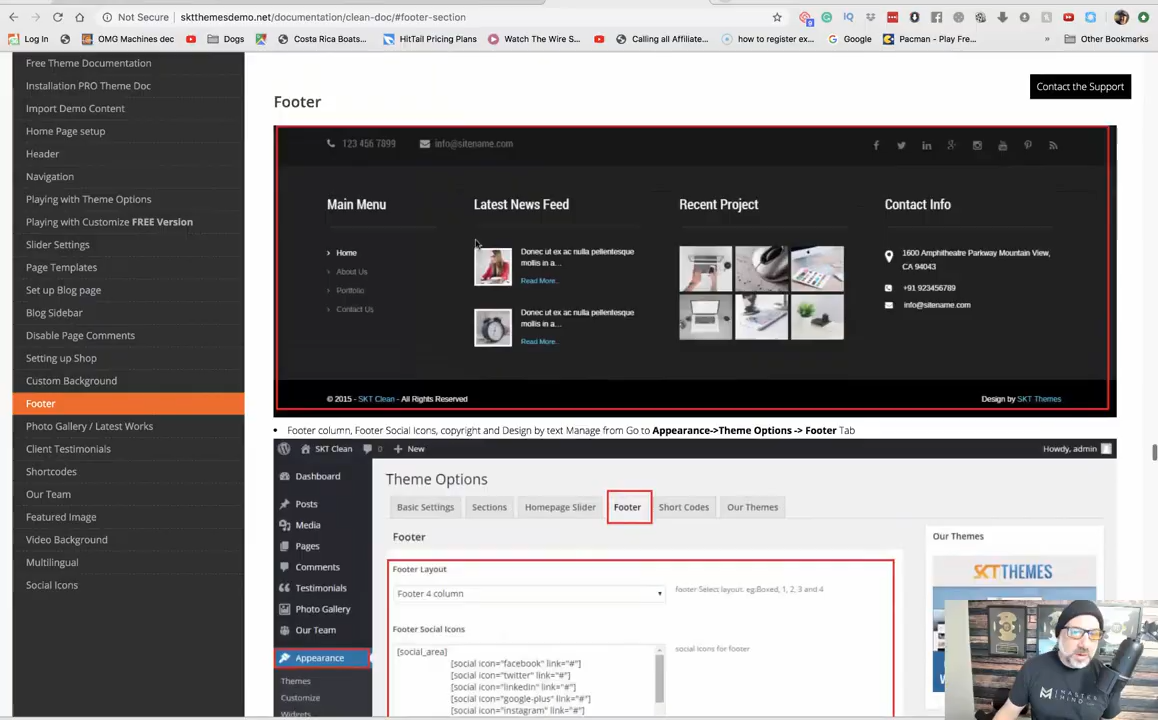 Not Secure
sktthemesdemo.net/documentation/clean-doc/#footer-section
Log In
OMG Machines dec
Dogs
Costa Rica Boats...
HitTail Pricing Plans
Watch The Wire S...
Calling all Affiliate...
how to register ex...
Google
Pacman - Play Fre...
»
Other Bookmarks
Free Theme Documentation
Installation PRO Theme Doc
Import Demo Content
Home Page setup
Header
Navigation
Playing with Theme Options
Playing with Customize FREE Version
Slider Settings
Page Templates
Set up Blog page
Blog Sidebar
Disable Page Comments
Setting up Shop
Custom Background
Footer
Photo Gallery / Latest Works
Client Testimonials
Shortcodes
Our Team
Featured Image
Video Background
Multilingual
Social Icons
Contact the Support
Footer
123 456 7899
info@sitename.com
Main Menu
Home
About Us
Portfolio
Contact Us
Latest News Feed
Donec ut ex ac nulla pellentesque
mollis in a...
Read More..
Donec ut ex ac nulla pellentesque
mollis in a...
Read More..
Recent Project
Contact Info
1600 Amphitheatre Parkway Mountain View,
CA 94043
+91 923456789
info@sitename.com
© 2015 - SKT Clean - All Rights Reserved
Design by SKT Themes
Footer column, Footer Social Icons, copyright and Design by text Manage from Go to Appearance->Theme Options -> Footer Tab
SKT Clean
0
+ New
Howdy, admin
Dashboard
Posts
Media
Pages
Comments
Testimonials
Photo Gallery
Our Team
Appearance
Themes
Customize
Widgets
Theme Options
Basic Settings
Sections
Homepage Slider
Footer
Short Codes
Our Themes
Footer
Footer Layout
Footer 4 column
footer Select layout. eg:Boxed, 1, 2, 3 and 4
Footer Social Icons
social icons for footer
[social_area]
[social icon="facebook" link="#"]
[social icon="twitter" link="#"]
[social icon="linkedin" link="#"]
[social icon="google-plus" link="#"]
[social icon="instagram" link="#"]
Our Themes
SKT THEMES
MASTER
MIND